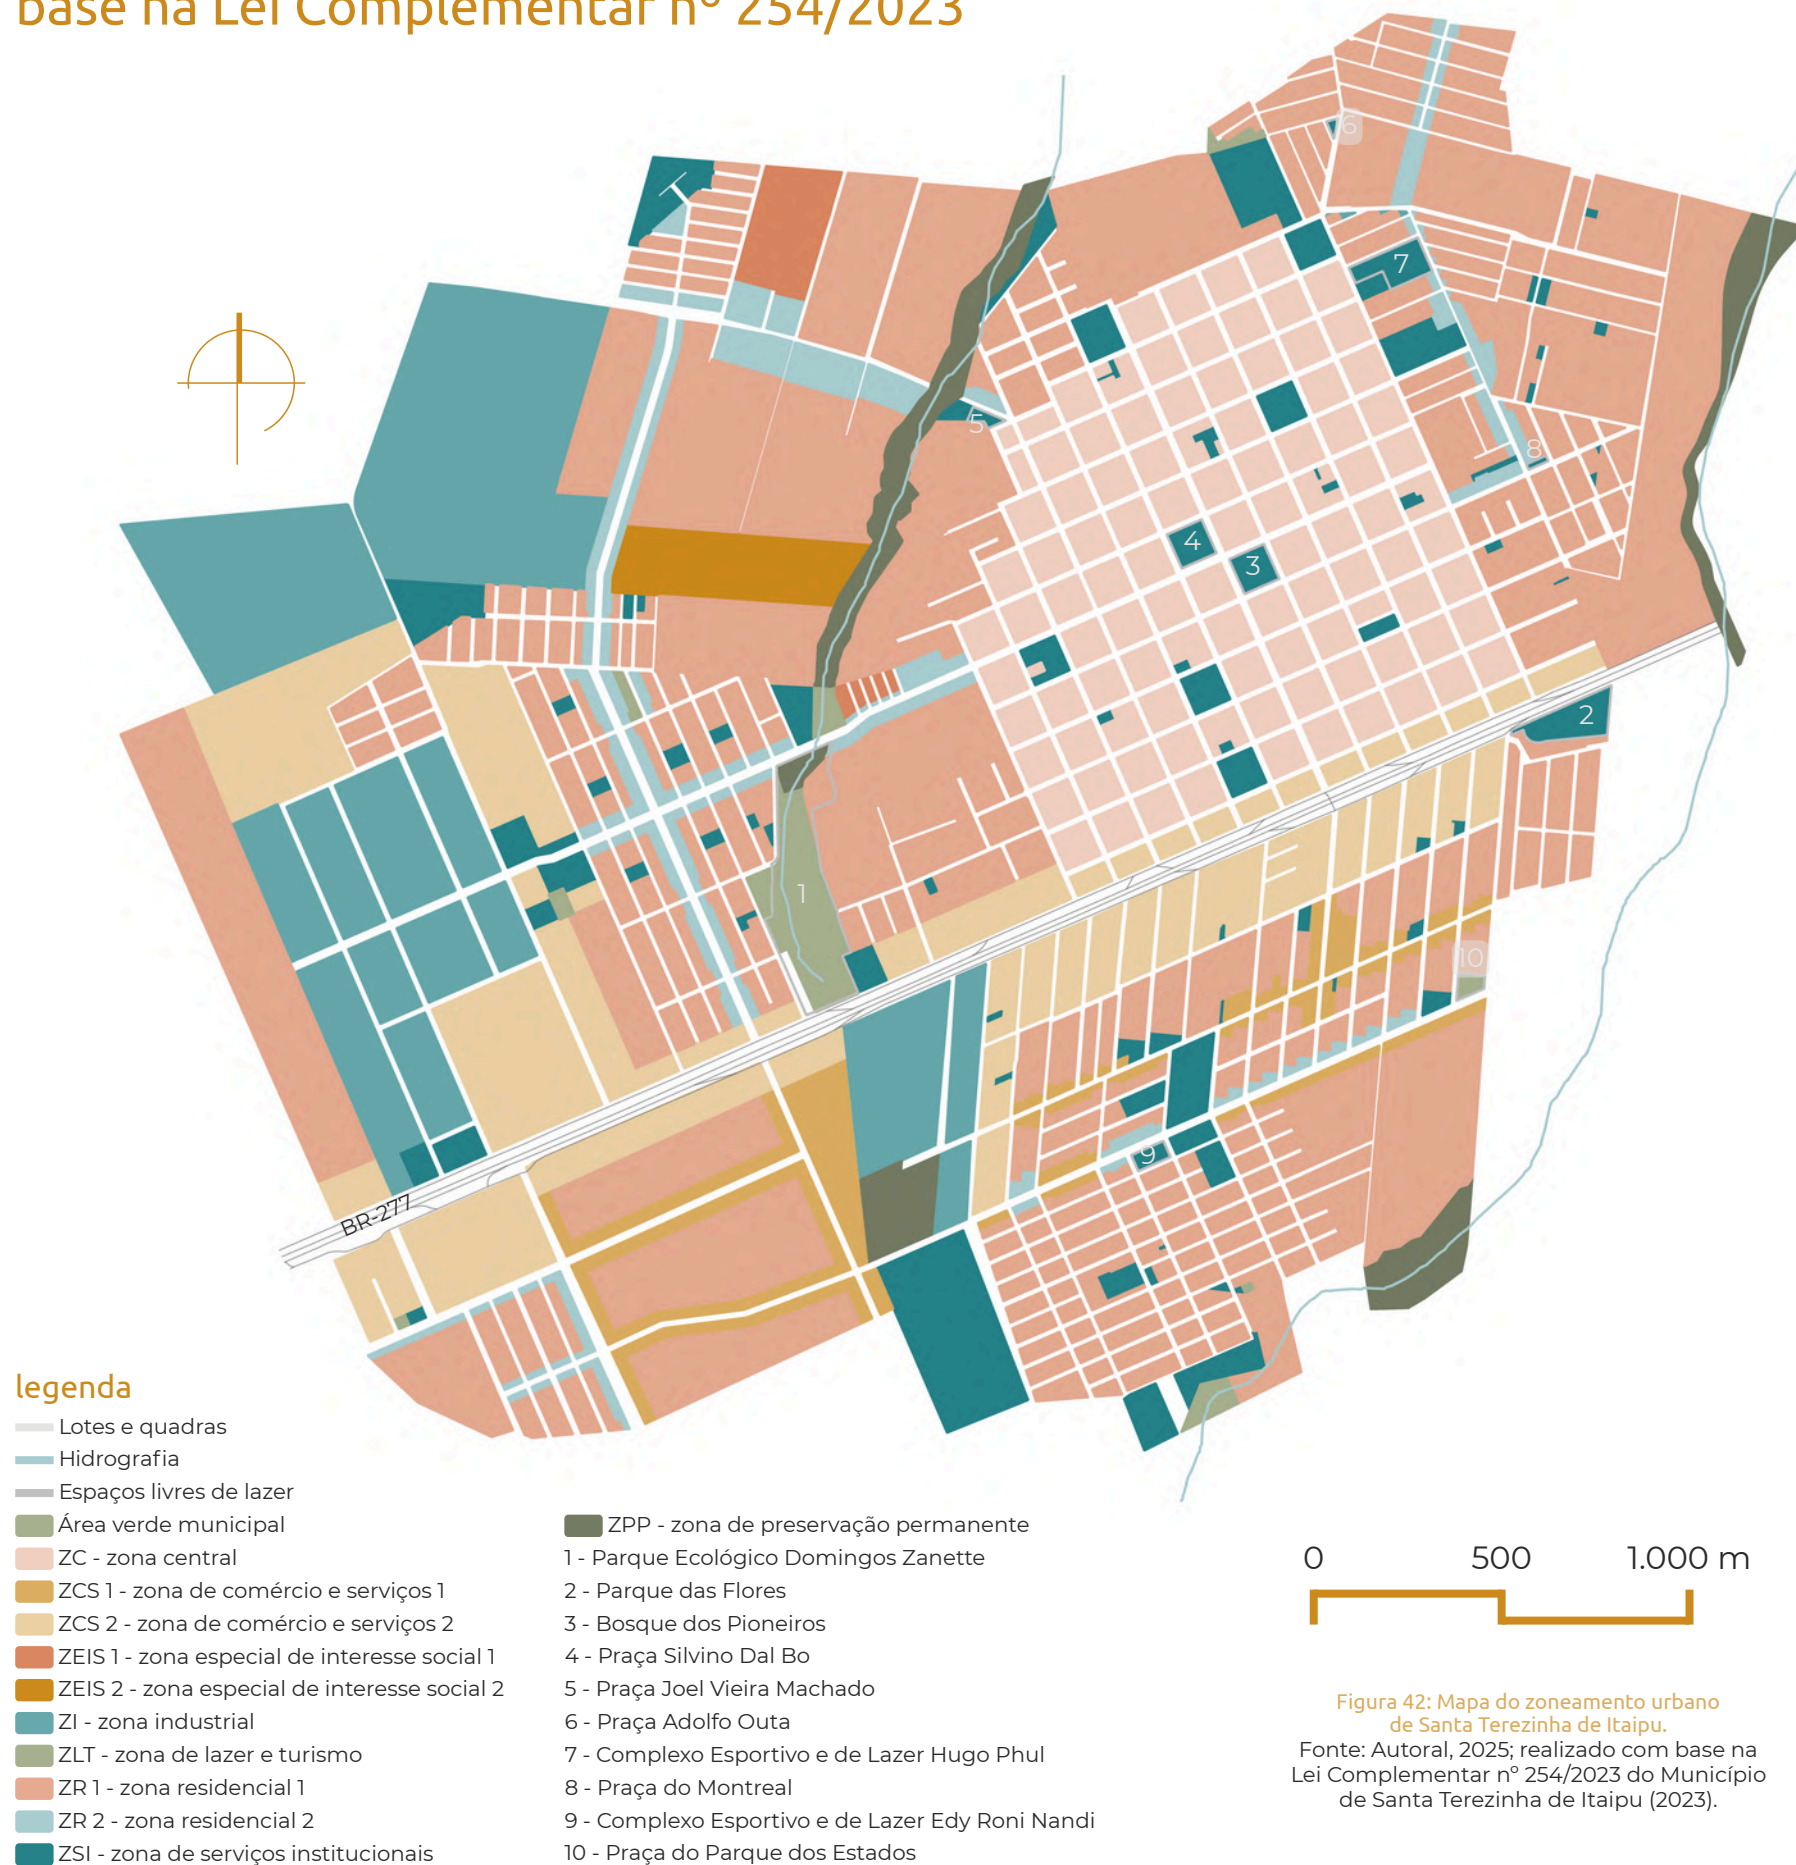 base na Lei Complementar nº 254/2023
6
7
5
8
4
3
2
1
10
9
BR-277
legenda
Lotes e quadras
Hidrografia
Espaços livres de lazer
Área verde municipal
ZC - zona central
ZCS 1 - zona de comércio e serviços 1
ZCS 2 - zona de comércio e serviços 2
ZEIS 1 - zona especial de interesse social 1
ZEIS 2 - zona especial de interesse social 2
ZI - zona industrial
ZLT - zona de lazer e turismo
ZR 1 - zona residencial 1
ZR 2 - zona residencial 2
ZSI - zona de serviços institucionais
ZPP - zona de preservação permanente
1 - Parque Ecológico Domingos Zanette
2 - Parque das Flores
3 - Bosque dos Pioneiros
4 - Praça Silvino Dal Bo
5 - Praça Joel Vieira Machado
6 - Praça Adolfo Outa
7 - Complexo Esportivo e de Lazer Hugo Phul
8 - Praça do Montreal
9 - Complexo Esportivo e de Lazer Edy Roni Nandi
10 - Praça do Parque dos Estados
0 500 1.000 m
Figura 42: Mapa do zoneamento urbano
de Santa Terezinha de Itaipu.
Fonte: Autoral, 2025; realizado com base na
Lei Complementar nº 254/2023 do Município
de Santa Terezinha de Itaipu (2023).